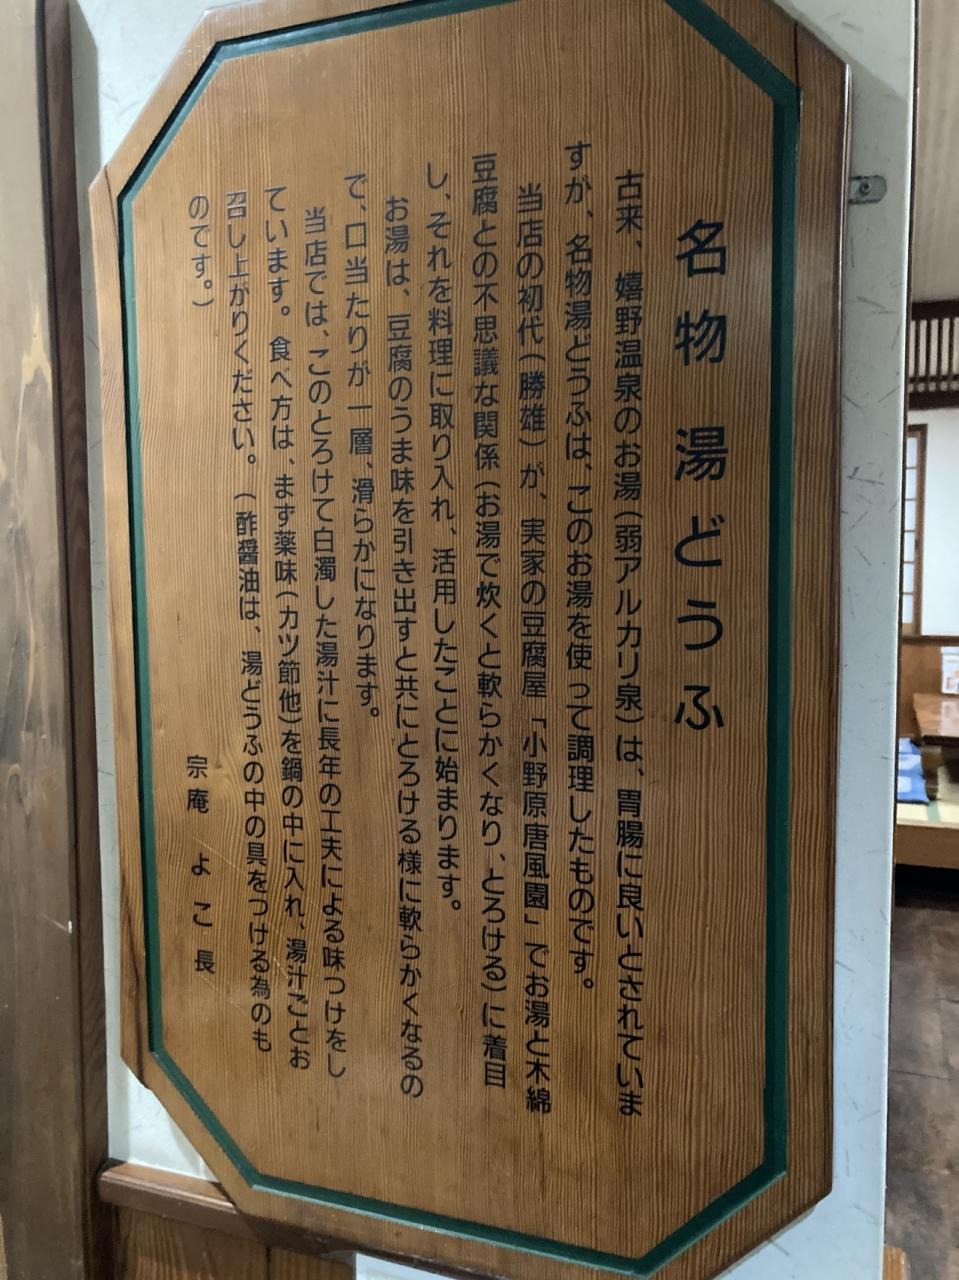 名物 湯どうふ
古来、嬉野温泉のお湯(弱アルカリ泉)は、胃腸に良いとされていま
すが、名物湯どうふは、このお湯を使って調理したものです。
当店の初代(勝雄)が、実家の豆腐屋「小野原唐風園」でお湯と木綿
豆腐との不思議な関係(お湯で炊くと軟らかくなり、とろける)に着目
し、それを料理に取り入れ、活用したことに始まります。
お湯は、豆腐のうま味を引き出すと共にとろける様に軟らかくなるの
で、口当たりが一層、滑らかになります。
当店では、このとろけて白濁した湯汁に長年の工夫による味つけをし
ています。食べ方は、まず薬味(カツ節他)を鍋の中に入れ、湯汁ごとお
召し上がりください。(酢醤油は、湯どうふの中の具をつける為のも
のです。)
宗庵 よこ長